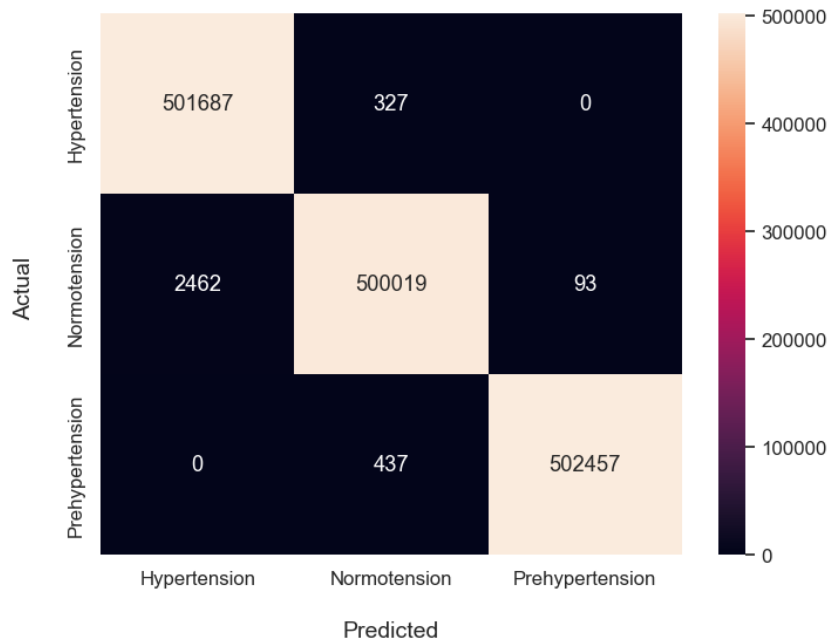 Actual
Hypertension
Normotension
Prehypertension
501687 327 0
2462 500019 93
0 437 502457
Hypertension Normotension Prehypertension
Predicted
500000
400000
300000
200000
100000
0